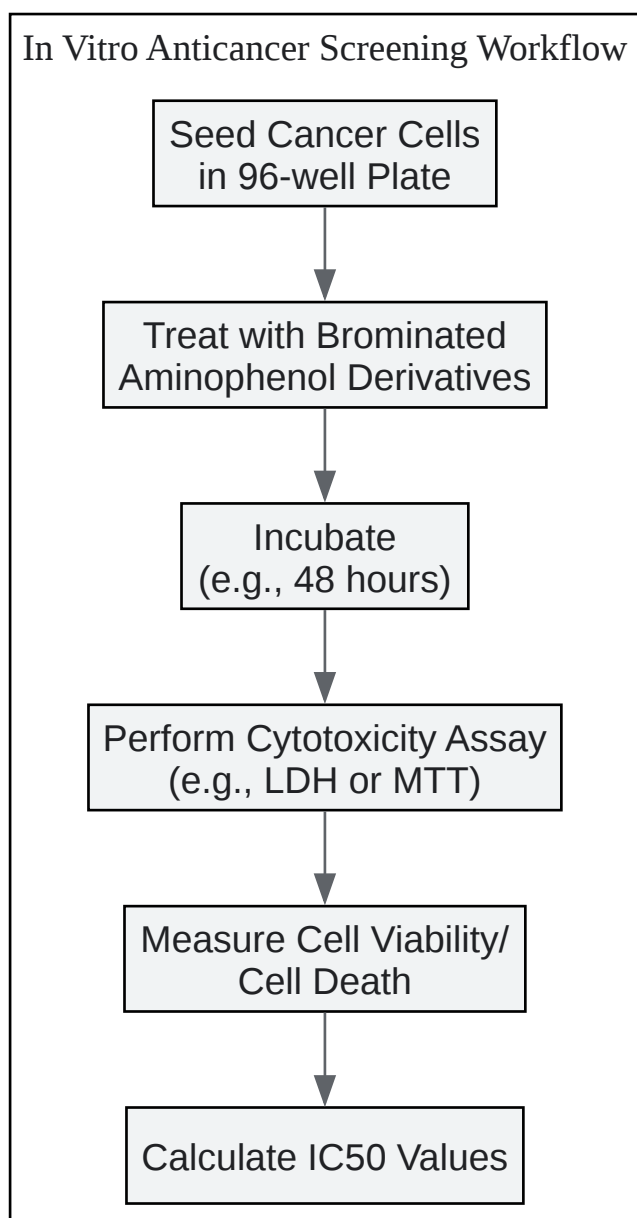 In Vitro Anticancer Screening Workflow
Seed Cancer Cells
in 96-well Plate
Treat with Brominated
Aminophenol Derivatives
Incubate
(e.g., 48 hours)
Perform Cytotoxicity Assay
(e.g., LDH or MTT)
Measure Cell Viability/
Cell Death
Calculate IC50 Values